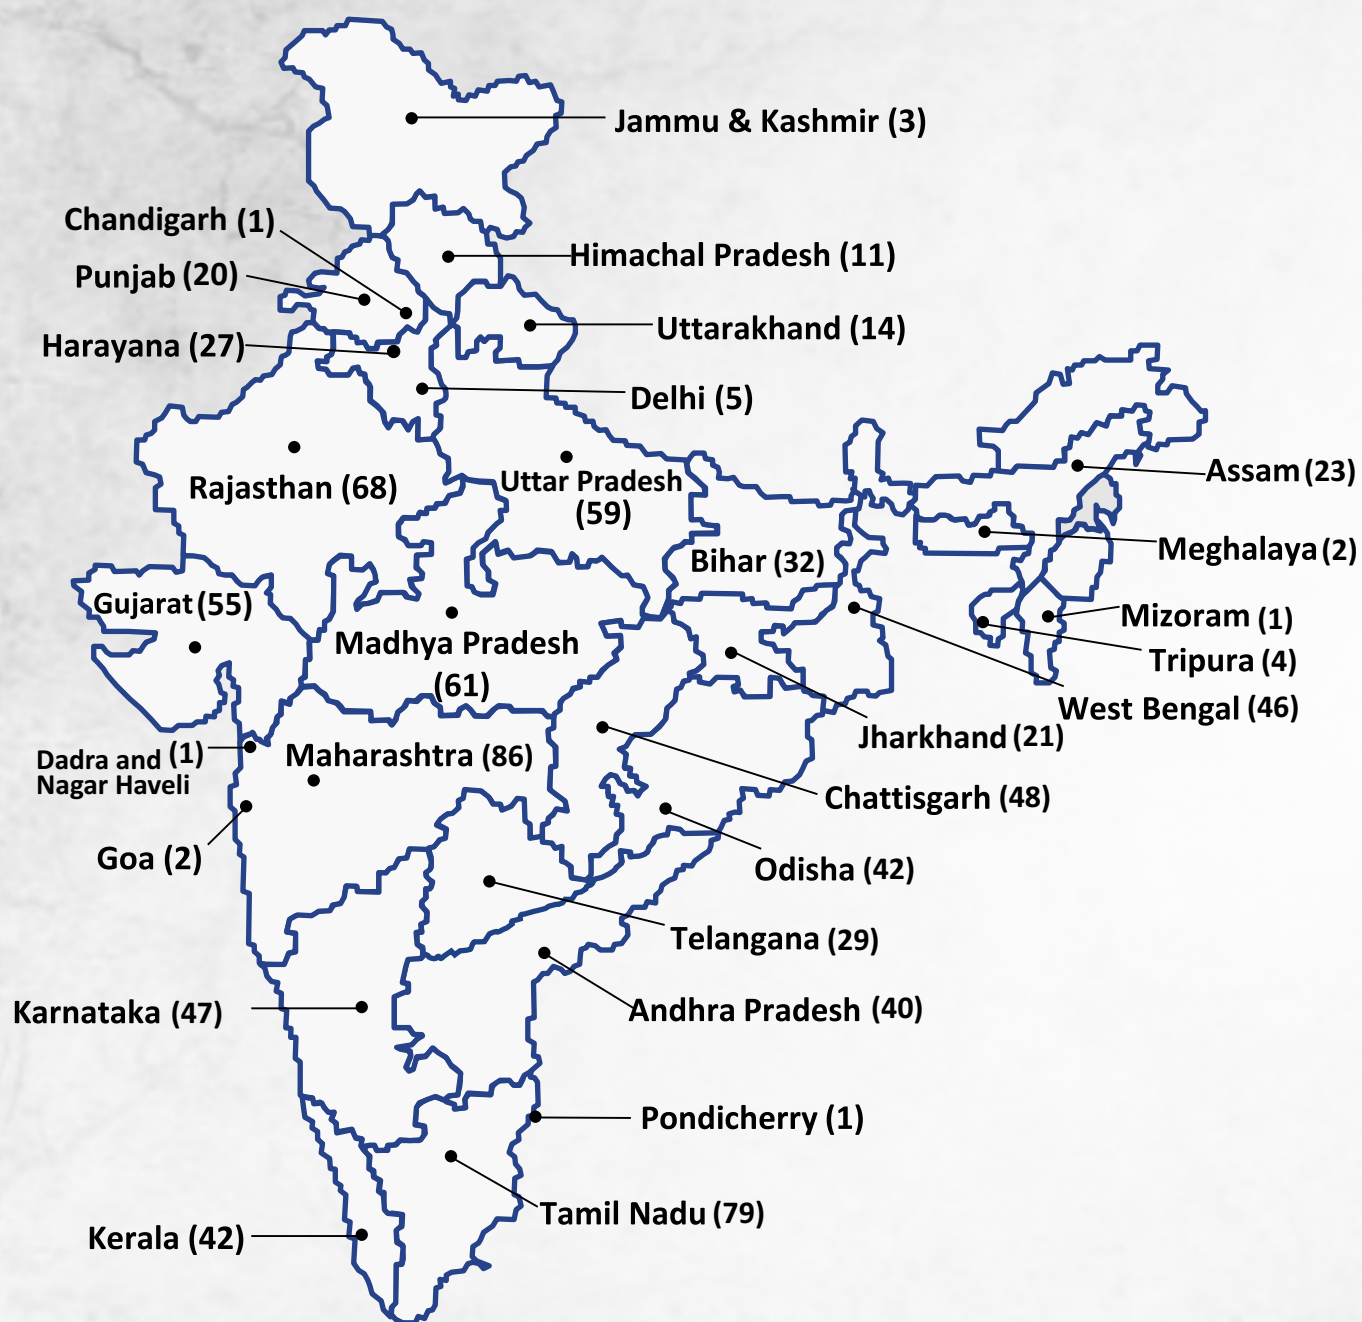 Jammu & Kashmir (3)
Chandigarh (1)
Himachal Pradesh (11)
Punjab (20)
Uttarakhand (14)
Harayana (27)
Delhi (5)
Assam (23)
Rajasthan (68)
Uttar Pradesh
(59)
Meghalaya (2)
Bihar (32)
Gujarat (55)
Mizoram (1)
Madhya Pradesh
(61)
Tripura (4)
West Bengal (46)
Jharkhand (21)
Dadra and (1)
Nagar Haveli
Maharashtra (86)
Chattisgarh (48)
Goa (2)
Odisha (42)
Telangana (29)
Karnataka (47)
Andhra Pradesh (40)
Pondicherry (1)
Tamil Nadu (79)
Kerala (42)